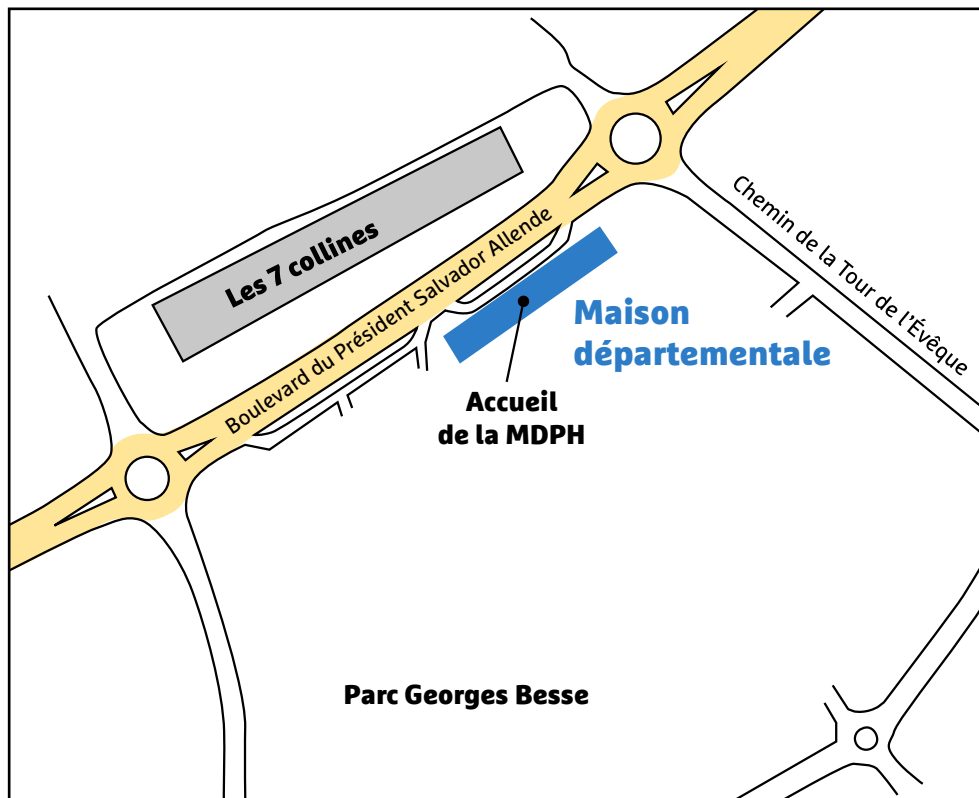 Les 7 collines
Boulevard du Président Salvador Allende
Chemin de la Tour de l'Évêque
Maison
départementale
Accueil
de la MDPH
Parc Georges Besse